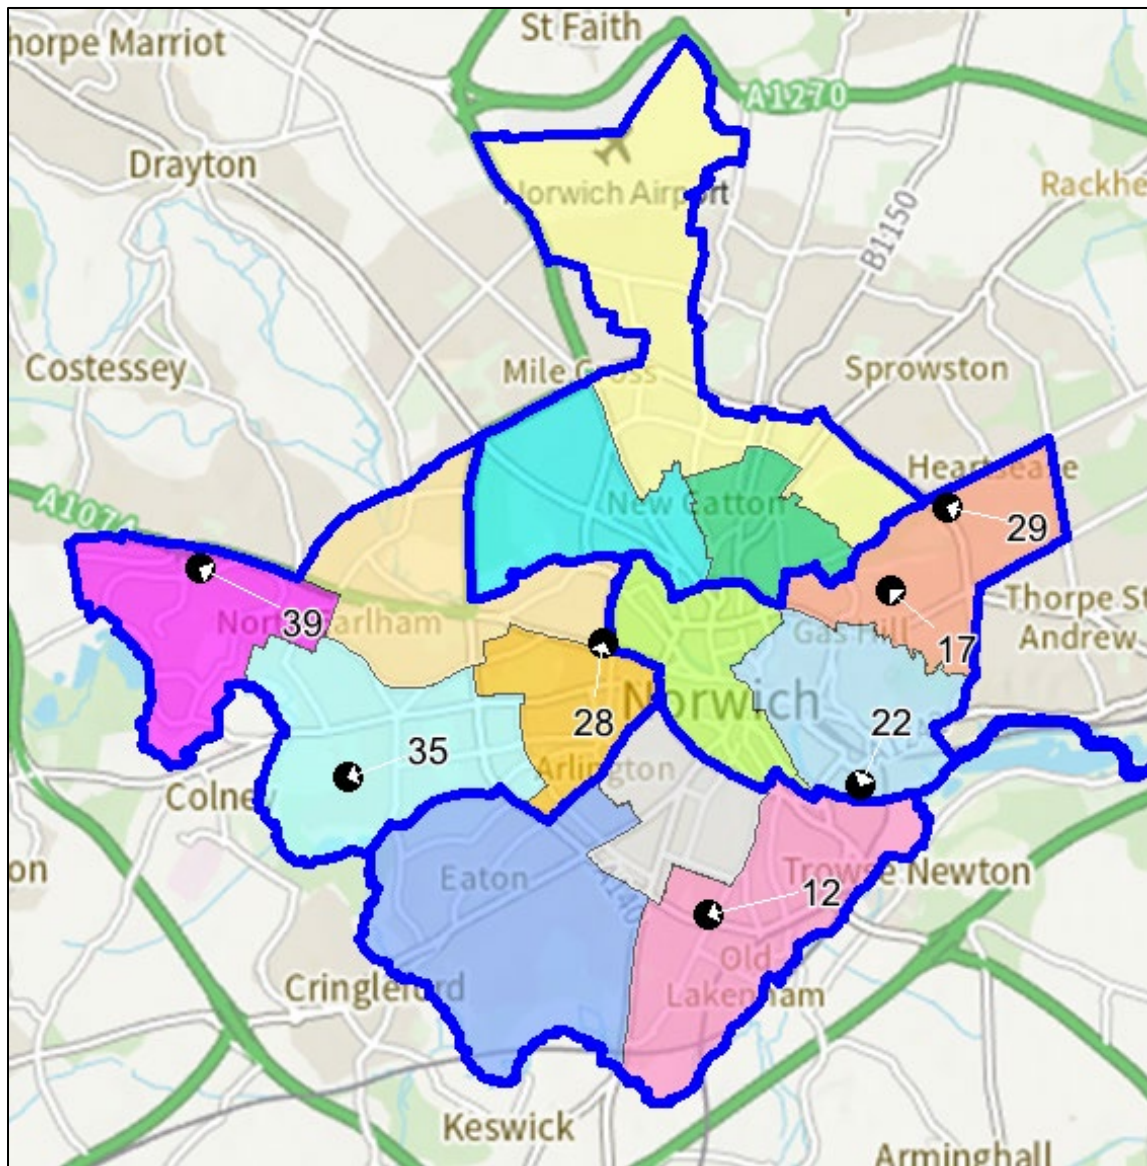 St Faith
horpe Marriot
A1270
Drayton
Norwich Airport
Rackhe
B1150
Costessey
Mile Cross
Sprowston
Heartsease
A1074
New Catton
29
39
North Earlham
Thorpe S
Andrew
Gas Hill
17
Norwich
28
22
35
Arlington
Colney
on
Eaton
A140
Trowse Newton
12
Old
Lakenham
Cringleford
Keswick
Arminghall